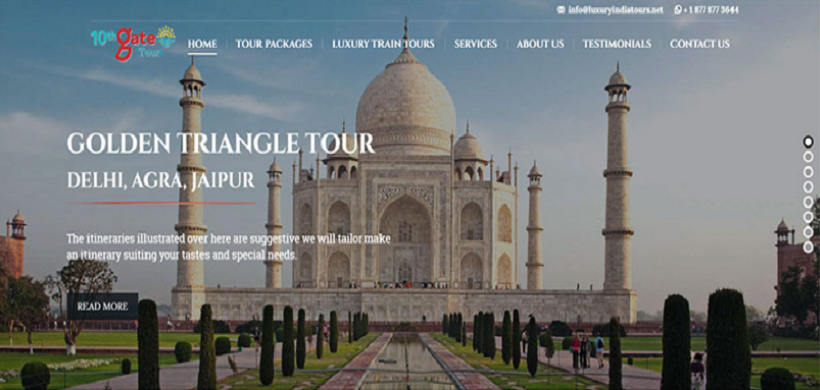 info@luxuryindiatours.net + 1 877 877 3644
10th gate Tour
HOME TOUR PACKAGES LUXURY TRAIN TOURS SERVICES ABOUT US TESTIMONIALS CONTACT US
GOLDEN TRIANGLE TOUR
DELHI, AGRA, JAIPUR
The itineraries illustrated over here are suggestive we will tailor make
an itinerary suiting your tastes and special needs.
READ MORE